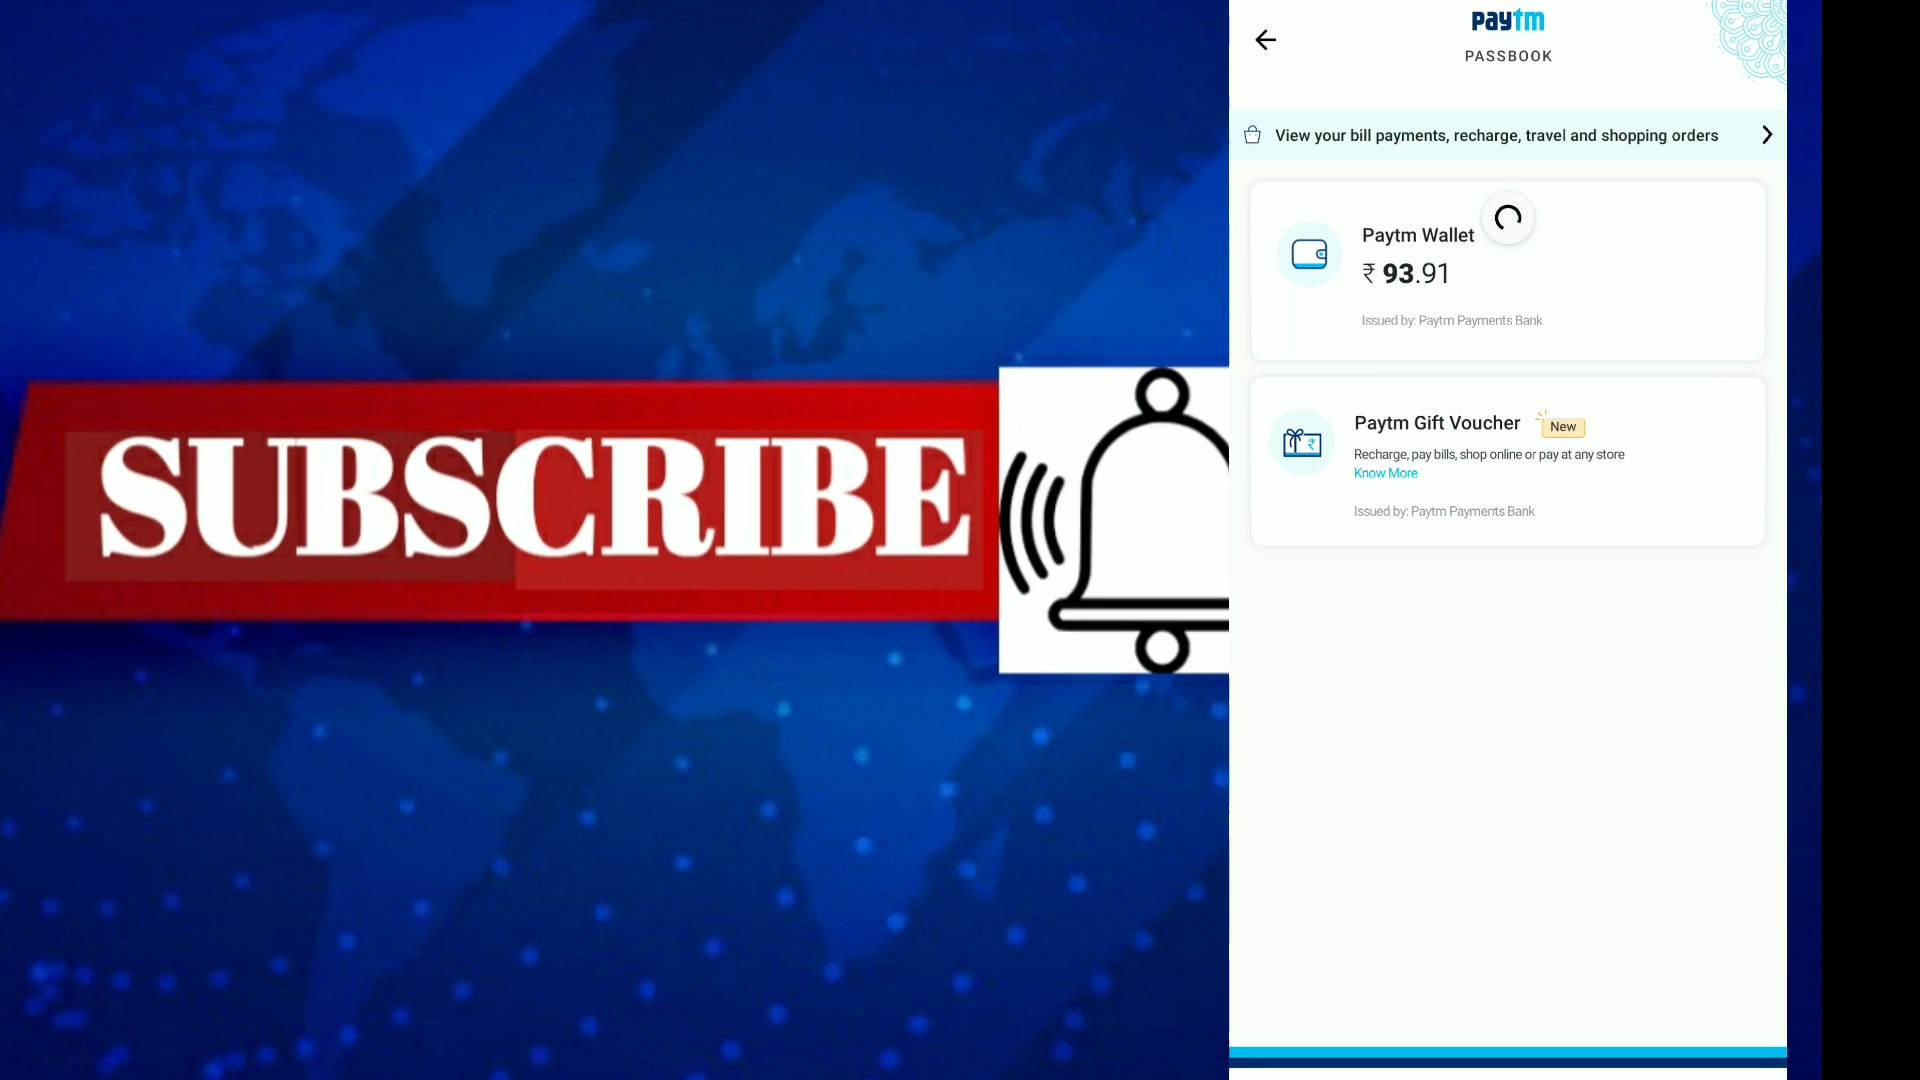 SUBSCRIBE
paytm
PASSBOOK
View your bill payments, recharge, travel and shopping orders
Paytm Wallet
₹ 93.91
Issued by: Paytm Payments Bank
Paytm Gift Voucher New
Recharge, pay bills, shop online or pay at any store
Know More
Issued by: Paytm Payments Bank